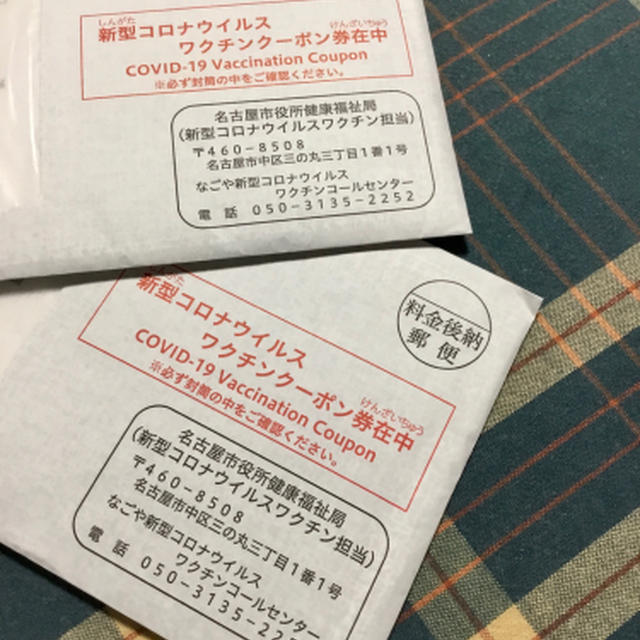 しんがた
新型コロナウイルス
けんざいちゅう
ワクチンクーポン券在中
COVID-19 Vaccination Coupon
※必ず封筒の中をご確認ください。
名古屋市役所健康福祉局
(新型コロナウイルスワクチン担当)
〒460-8508
名古屋市中区三の丸三丁目1番1号
なごや新型コロナウイルス
ワクチンコールセンター
電話 050-3135-2252
料金後納
郵便
新型コロナウイルス
けんざいちゅう
ワクチンクーポン券在中
COVID-19 Vaccination Coupon
※必ず封筒の中をご確認ください。
名古屋市役所健康福祉局
(新型コロナウイルスワクチン担当)
〒460-8508
名古屋市中区三の丸三丁目1番1号
なごや新型コロナウイルス
ワクチンコールセンター
電話 050-3135-2252